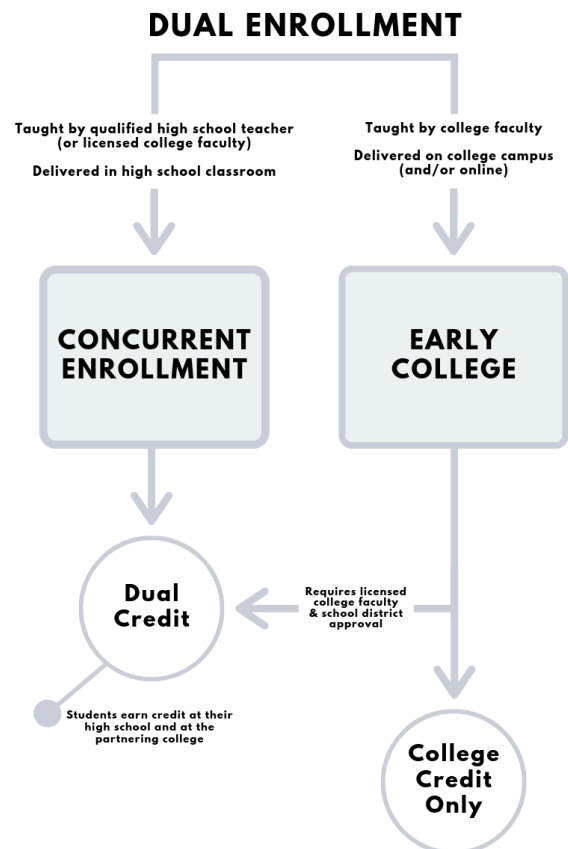 DUAL ENROLLMENT
Taught by qualified high school teacher
(or licensed college faculty)
Delivered in high school classroom
Taught by college faculty
Delivered on college campus
(and/or online)
CONCURRENT
ENROLLMENT
EARLY
COLLEGE
Dual
Credit
Requires licensed
college faculty
& school district
approval
Students earn credit at their
high school and at the
partnering college
College
Credit
Only